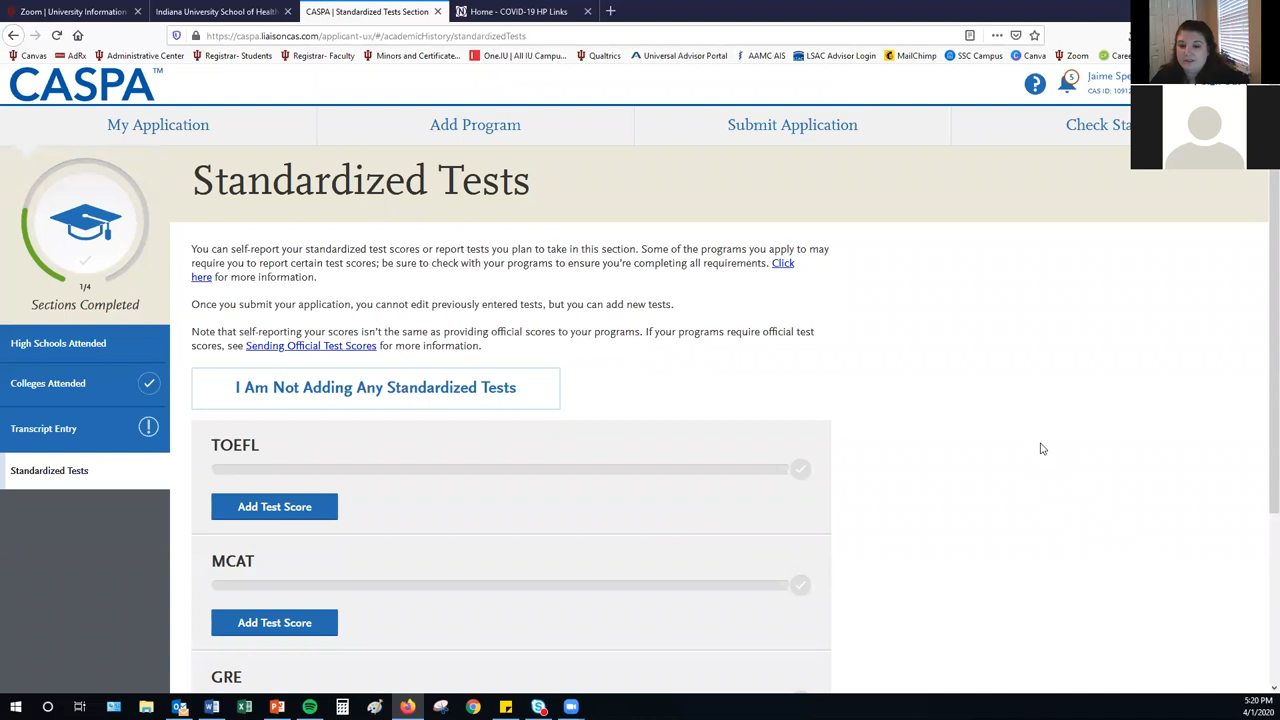 Zoom | University Information
Indiana University School of Health
CASPA | Standardized Tests Section
Home - COVID-19 HP Links
https://caspa.liaisoncas.com/applicant-ux/#/academicHistory/standardizedTests
Canvas
AdRx
Administrative Center
Registrar- Students
Registrar- Faculty
Minors and Certificate...
One.IU | All IU Campu...
Qualtrics
Universal Advisor Portal
AAMC AIS
LSAC Advisor Login
MailChimp
SSC Campus
Canva
Zoom
Career
CASPA™
5
Jaime Spe
CAS ID: 10912
My Application
Add Program
Submit Application
Check Sta
Standardized Tests
1/4
Sections Completed
High Schools Attended
Colleges Attended
Transcript Entry
Standardized Tests
You can self-report your standardized test scores or report tests you plan to take in this section. Some of the programs you apply to may
require you to report certain test scores; be sure to check with your programs to ensure you're completing all requirements. Click
here for more information.
Once you submit your application, you cannot edit previously entered tests, but you can add new tests.
Note that self-reporting your scores isn't the same as providing official scores to your programs. If your programs require official test
scores, see Sending Official Test Scores for more information.
I Am Not Adding Any Standardized Tests
TOEFL
Add Test Score
MCAT
Add Test Score
GRE
5:20 PM
4/1/2020